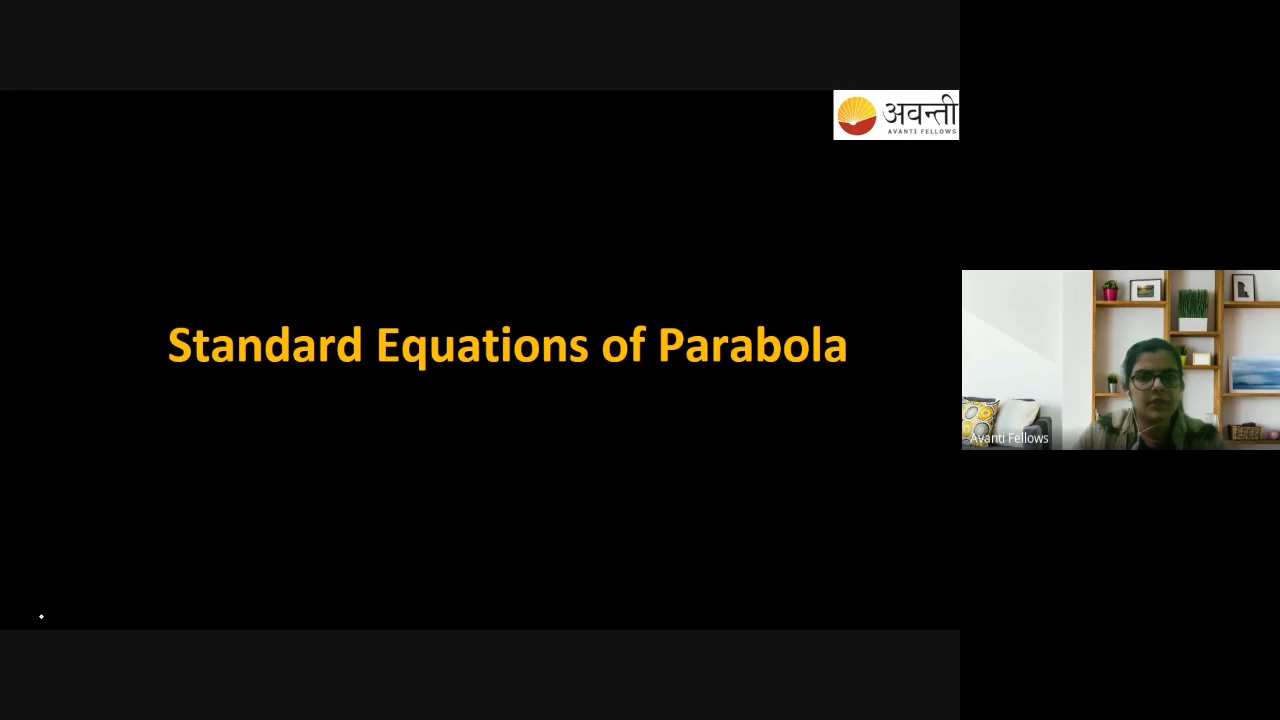 अवन्ती
AVANTI FELLOWS
Standard Equations of Parabola
Avanti Fellows